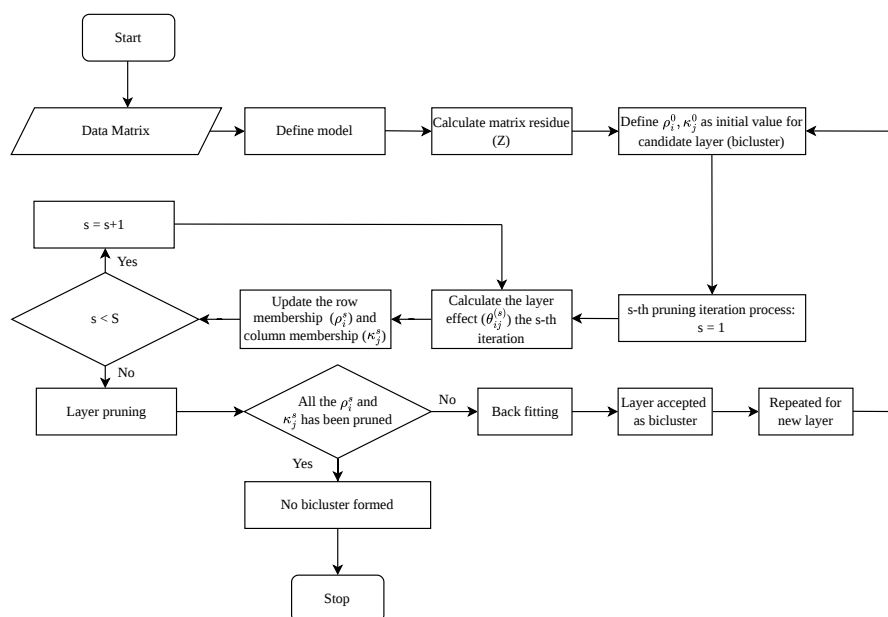 Start
Data Matrix
Define model
Calculate matrix residue
(Z)
Define ρ_i^0, κ_j^0 as initial value for
candidate layer (bicluster)
s = s+1
Yes
s < S
Update the row
membership (ρ_i^s) and
column membership (κ_j^s)
Calculate the layer
effect (θ_{ij}^{(s)}) the s-th
iteration
s-th pruning iteration process:
s = 1
No
Layer pruning
All the ρ_i^s and
κ_j^s has been pruned
No
Back fitting
Layer accepted
as bicluster
Repeated for
new layer
Yes
No bicluster formed
Stop